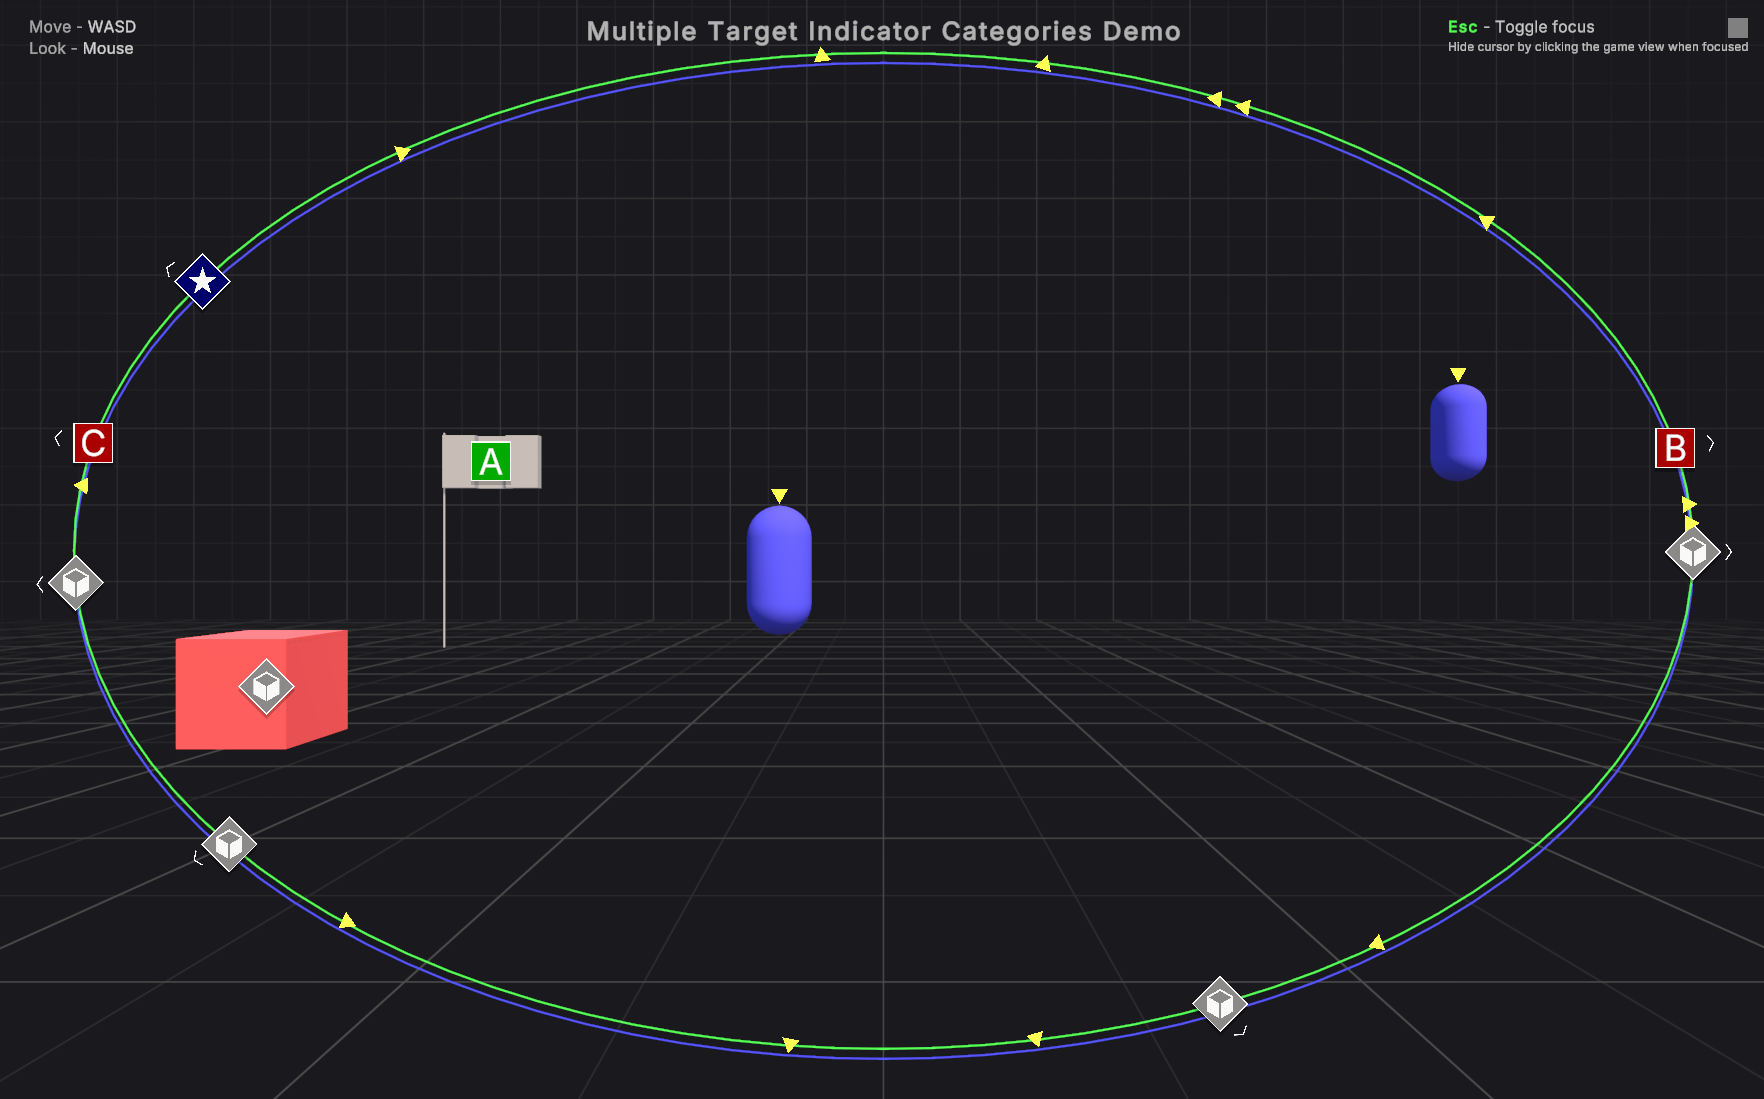 Move - WASD
Look - Mouse
Multiple Target Indicator Categories Demo
Esc - Toggle focus
Hide cursor by clicking the game view when focused
C
A
B